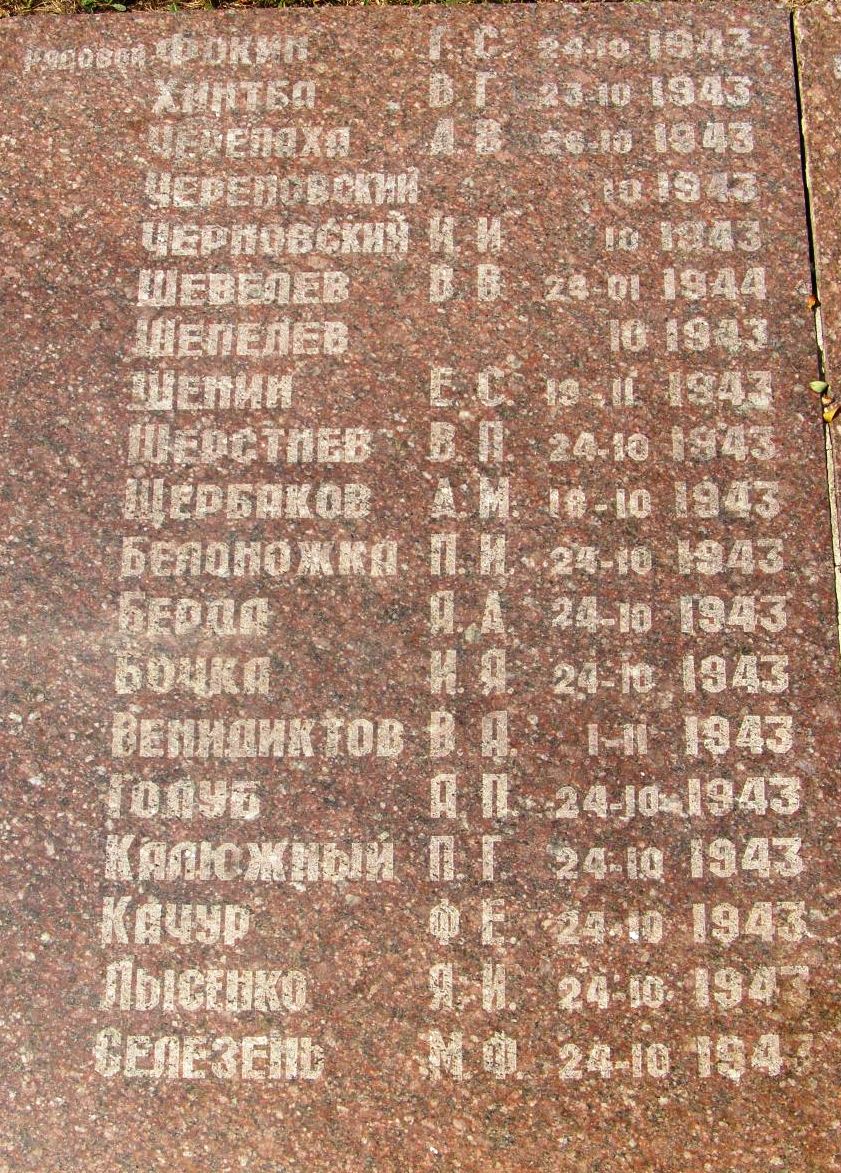 рядовой Фокин Г. С. 24-10 1943
Хинтба В Г 23-10 1943
Черепаха А В 26-10 1943
Череповский 10 1943
Черновский И. И 10 1943
Шевелев В. В. 24-01 1944
Шепелев 10 1943
Шенин Е. С 19-11 1943
Шерстнев В. П. 24-10 1943
Щербаков А. М. 10-10 1943
Белоножка П. И. 24-10 1943
Берда Я. А. 24-10 1943
Бочка И. Я. 24-10 1943
Венидиктов В. А. 1-11 1943
Голуб А. П. 24-10- 1943
Калюжный П. Г. 24-10 1943
Качур Ф. Е. 24-10 1943
Лысенко Я. И. 24-10 1943
Селезень М. Ф. 24-10 1943